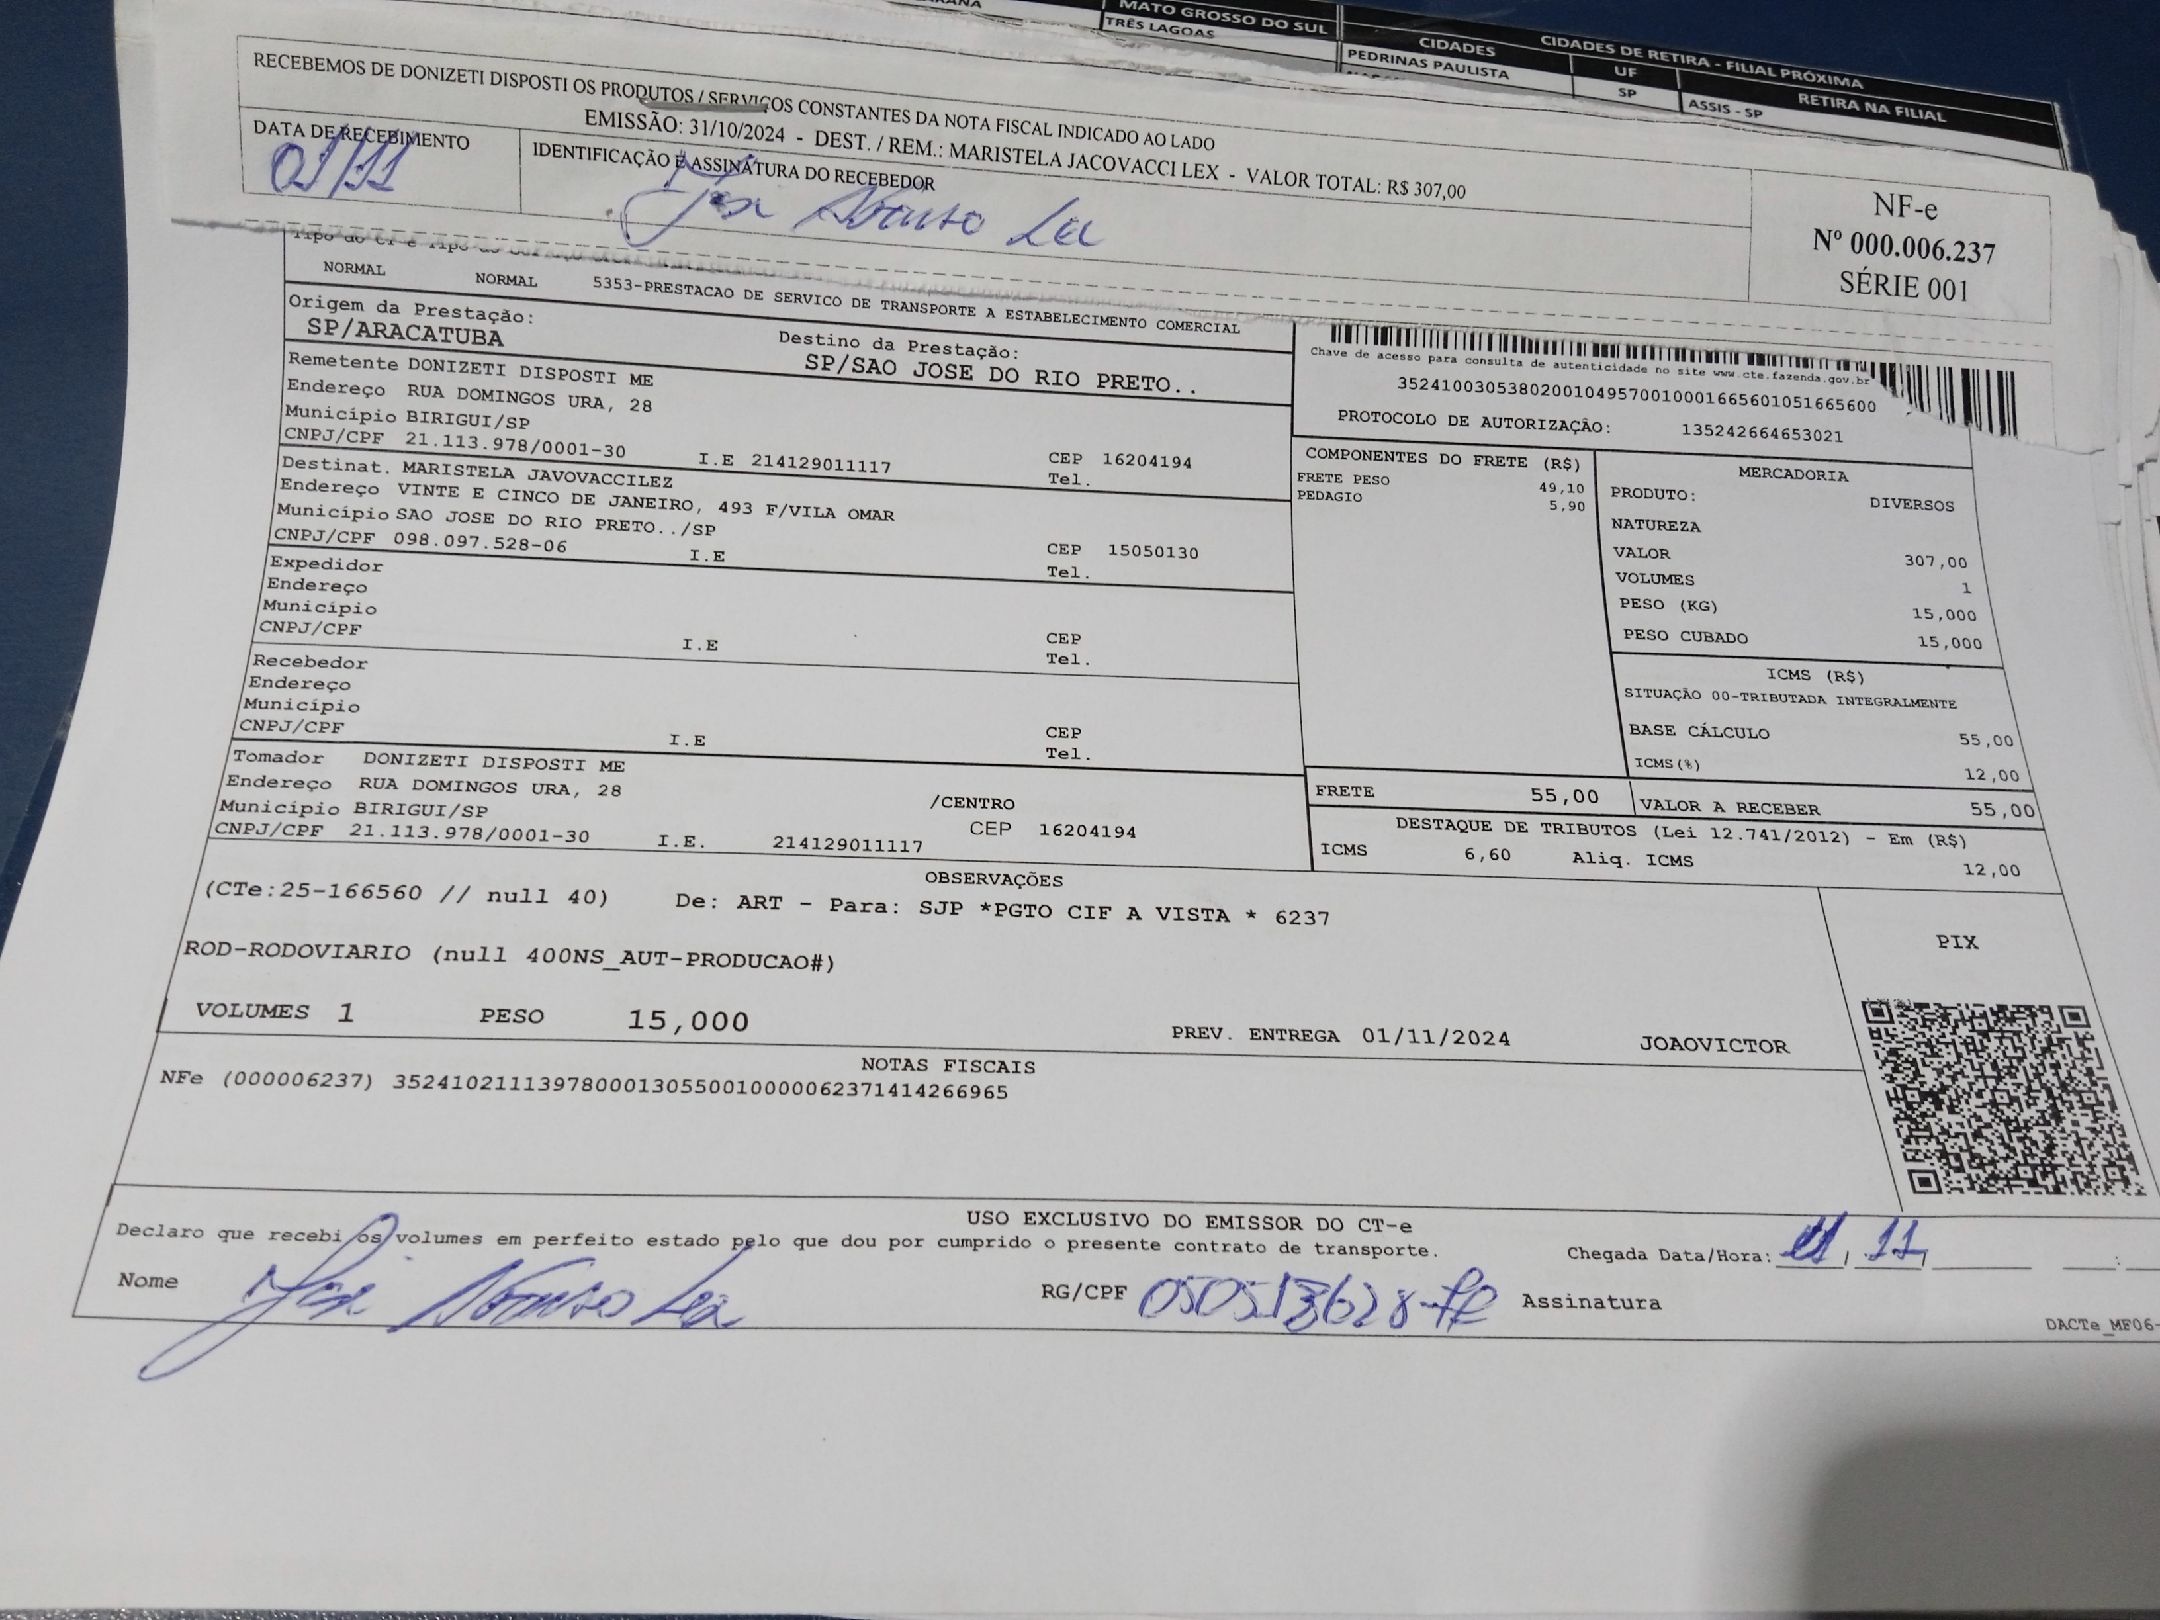 MATO GROSSO DO SUL
TRÊS LAGOAS
CIDADES DE RETIRA - FILIAL PRÓXIMA
CIDADES UF RETIRA NA FILIAL
PEDRINAS PAULISTA SP ASSIS - SP
RECEBEMOS DE DONIZETI DISPOSTI OS PRODUTOS / SERVIÇOS CONSTANTES DA NOTA FISCAL INDICADO AO LADO
EMISSÃO: 31/10/2024 - DEST. / REM.: MARISTELA JACOVACCI LEX - VALOR TOTAL: R$ 307,00
DATA DE RECEBIMENTO
01/11
IDENTIFICAÇÃO E ASSINATURA DO RECEBEDOR
José Afonso Lex
NF-e
Nº 000.006.237
SÉRIE 001
NORMAL NORMAL 5353-PRESTACAO DE SERVICO DE TRANSPORTE A ESTABELECIMENTO COMERCIAL
Origem da Prestação:
SP/ARACATUBA
Destino da Prestação:
SP/SAO JOSE DO RIO PRETO..
Chave de acesso para consulta de autenticidade no site www.cte.fazenda.gov.br
35241003053802001049570010001665601051665600
PROTOCOLO DE AUTORIZAÇÃO: 135242664653021
Remetente DONIZETI DISPOSTI ME
Endereço RUA DOMINGOS URA, 28
Município BIRIGUI/SP CEP 16204194
CNPJ/CPF 21.113.978/0001-30 I.E 214129011117 Tel.
Destinat. MARISTELA JAVOVACCILEZ
Endereço VINTE E CINCO DE JANEIRO, 493 F/VILA OMAR
Município SAO JOSE DO RIO PRETO../SP CEP 15050130
CNPJ/CPF 098.097.528-06 I.E Tel.
Expedidor
Endereço
Município CEP
CNPJ/CPF I.E Tel.
Recebedor
Endereço
Município CEP
CNPJ/CPF I.E Tel.
Tomador DONIZETI DISPOSTI ME
Endereço RUA DOMINGOS URA, 28 /CENTRO
Município BIRIGUI/SP CEP 16204194
CNPJ/CPF 21.113.978/0001-30 I.E. 214129011117
COMPONENTES DO FRETE (R$)
FRETE PESO 49,10
PEDAGIO 5,90
MERCADORIA
PRODUTO: DIVERSOS
NATUREZA
VALOR 307,00
VOLUMES 1
PESO (KG) 15,000
PESO CUBADO 15,000
ICMS (R$)
SITUAÇÃO 00-TRIBUTADA INTEGRALMENTE
BASE CÁLCULO 55,00
ICMS(%) 12,00
FRETE 55,00 VALOR A RECEBER 55,00
DESTAQUE DE TRIBUTOS (Lei 12.741/2012) - Em (R$)
ICMS 6,60 Aliq. ICMS 12,00
OBSERVAÇÕES
(CTe:25-166560 // null 40) De: ART - Para: SJP *PGTO CIF A VISTA * 6237
ROD-RODOVIARIO (null 400NS_AUT-PRODUCAO#)
PIX
VOLUMES 1 PESO 15,000 PREV. ENTREGA 01/11/2024 JOAOVICTOR
NOTAS FISCAIS
NFe (000006237) 35241021113978000130550010000062371414266965
USO EXCLUSIVO DO EMISSOR DO CT-e
Declaro que recebi os volumes em perfeito estado pelo que dou por cumprido o presente contrato de transporte.
Chegada Data/Hora: 01/11/ :
Nome José Afonso Lex RG/CPF Assinatura
DACTe_MF06-